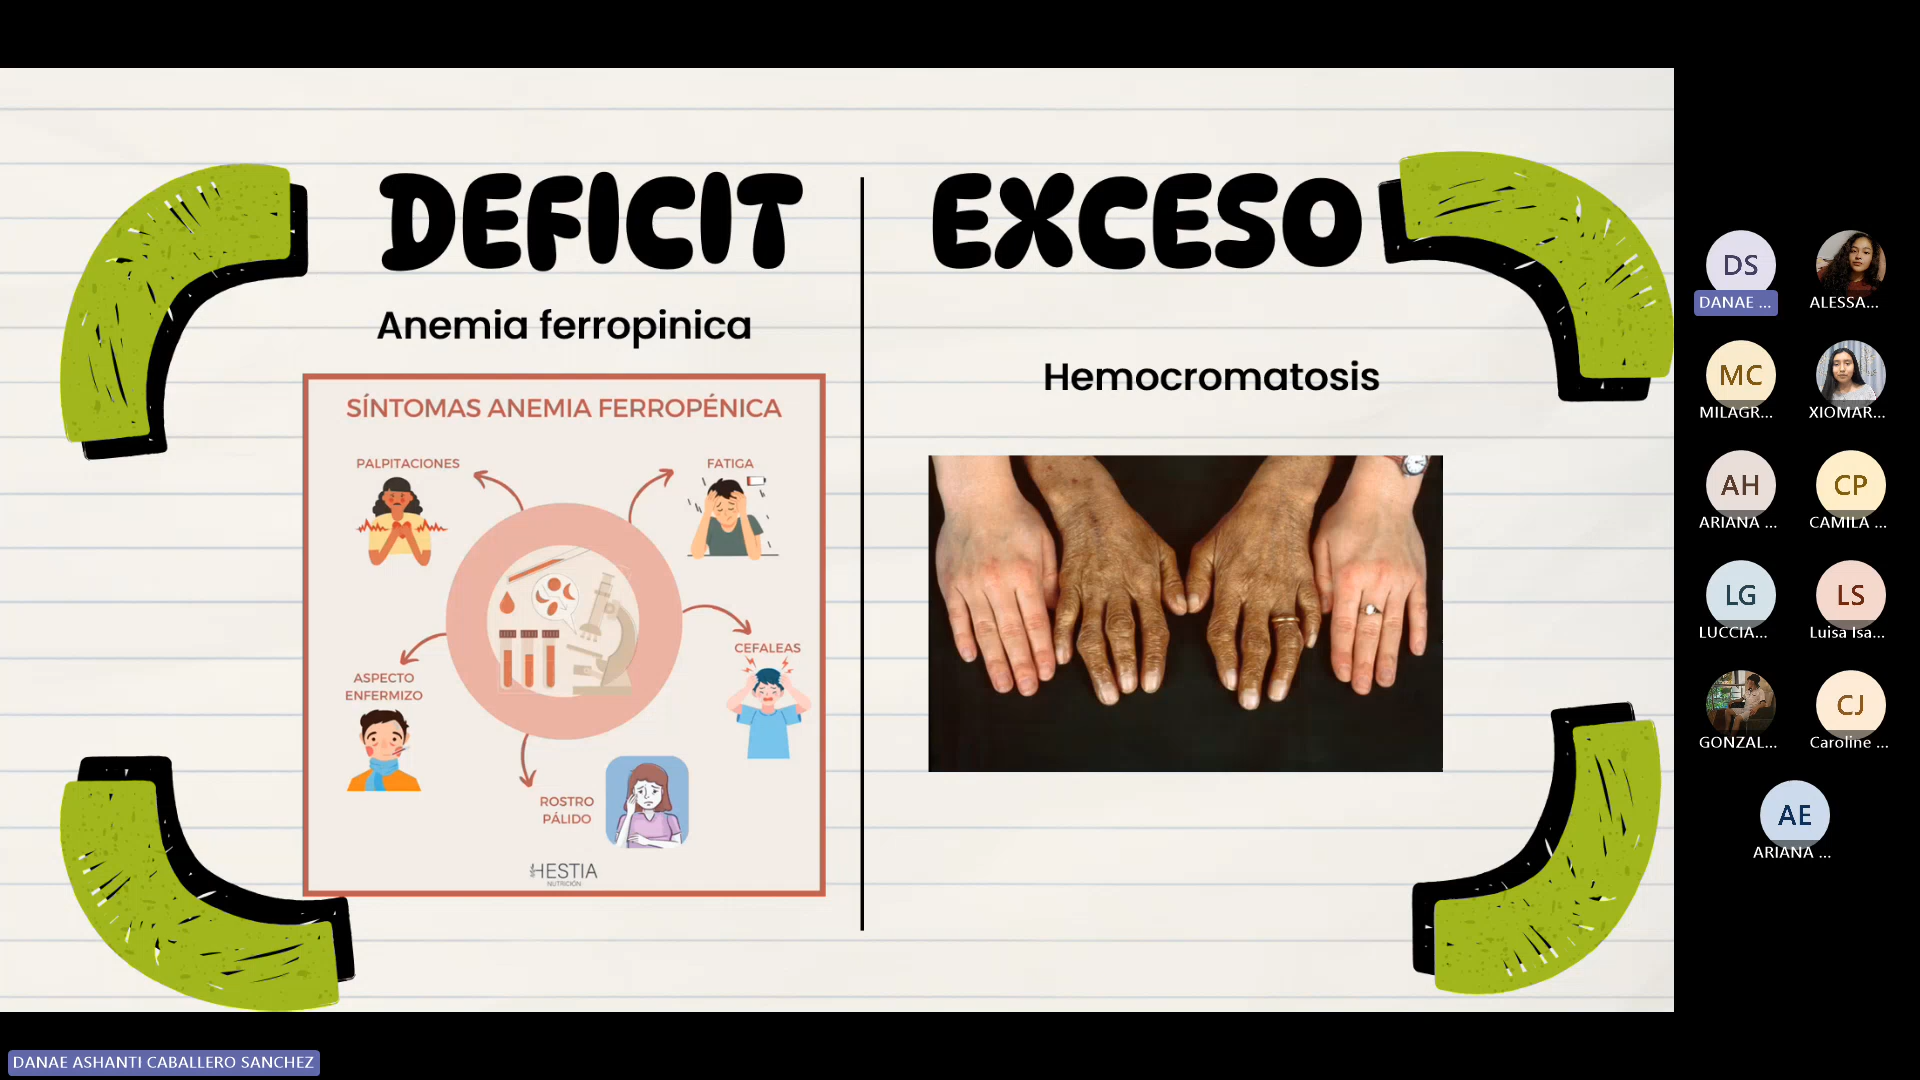 DEFICIT
Anemia ferropinica
SÍNTOMAS ANEMIA FERROPÉNICA
PALPITACIONES
FATIGA
CEFALEAS
ASPECTO
ENFERMIZO
ROSTRO
PÁLIDO
HESTIA
NUTRICIÓN
EXCESO
Hemocromatosis
DS
DANAE ...
ALESSA...
MC
MILAGR...
XIOMAR...
AH
ARIANA ...
CP
CAMILA ...
LG
LUCCIA...
LS
Luisa Isa...
GONZAL...
CJ
Caroline ...
AE
ARIANA ...
DANAE ASHANTI CABALLERO SANCHEZ